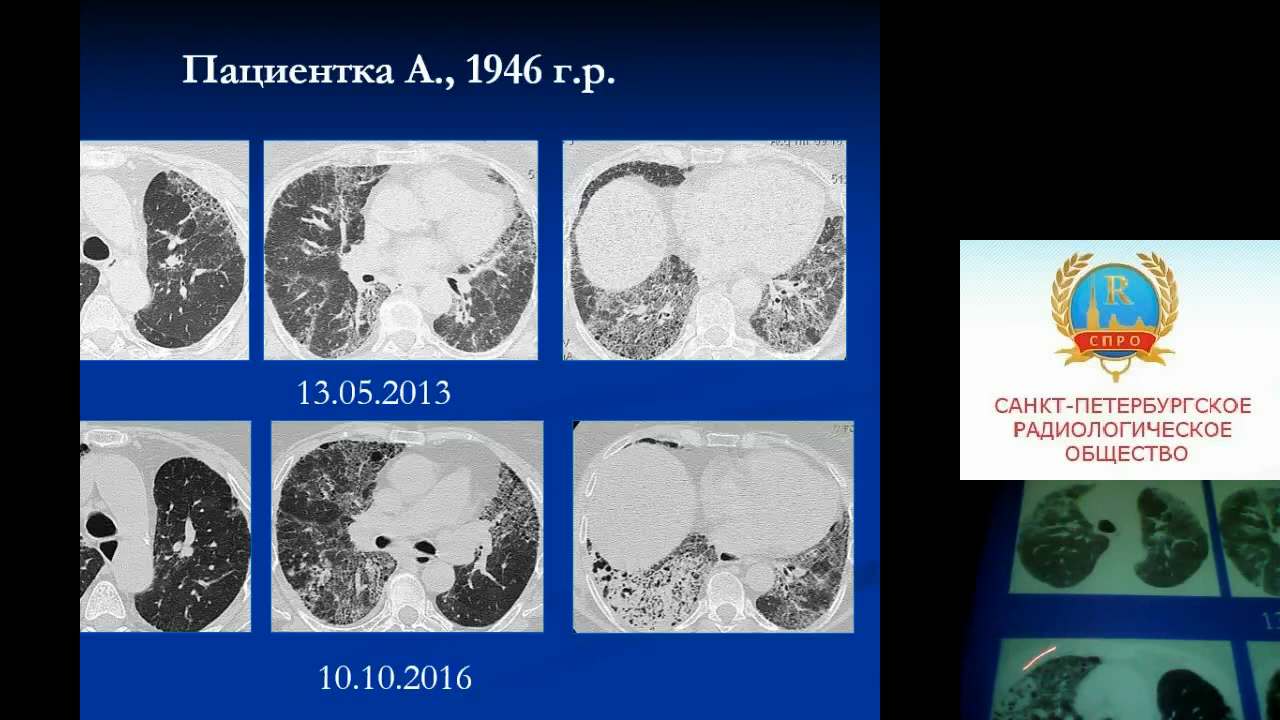 Пациентка А., 1946 г.р.
13.05.2013
10.10.2016
R
СПРО
САНКТ-ПЕТЕРБУРГСКОЕ
РАДИОЛОГИЧЕСКОЕ
ОБЩЕСТВО